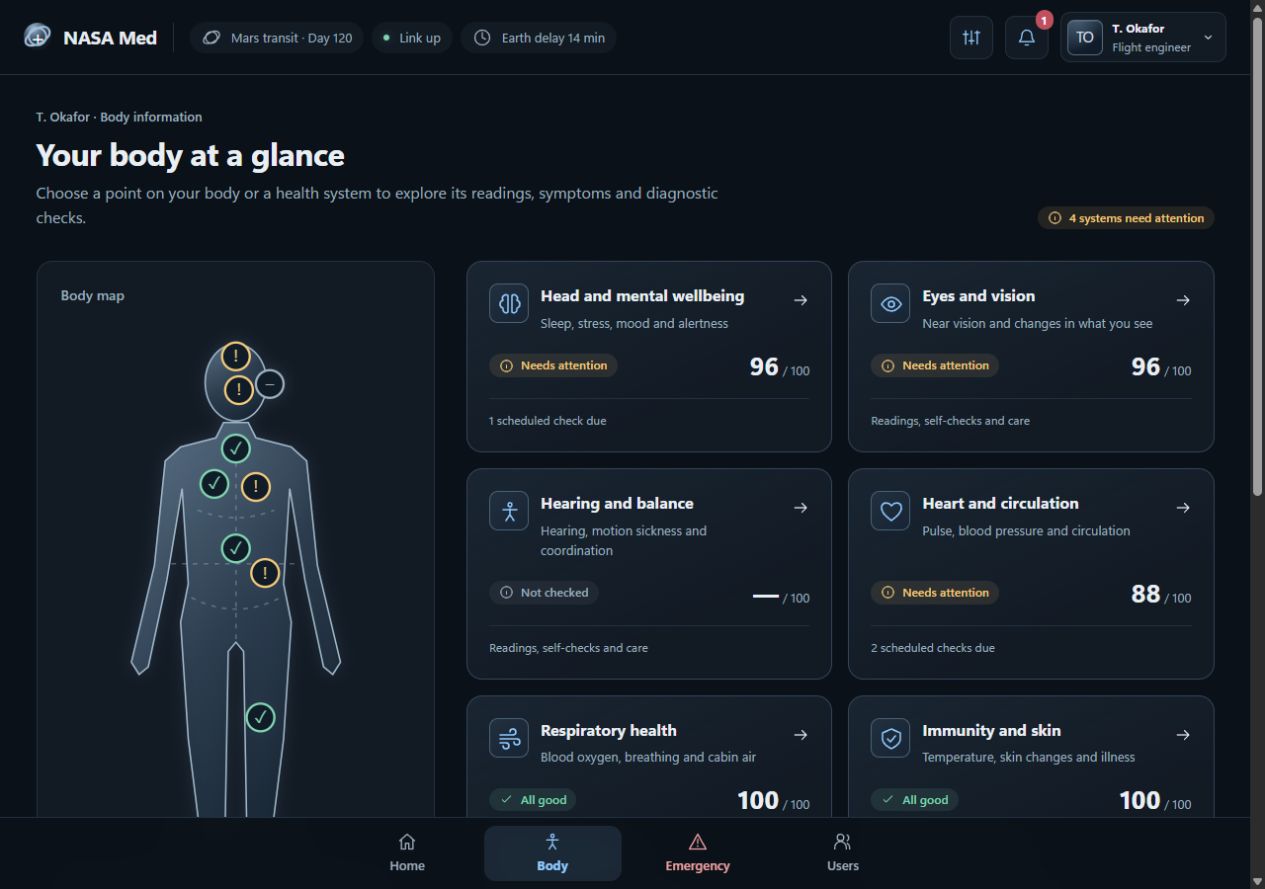 NASA Med
Mars transit · Day 120
Link up
Earth delay 14 min
1
TO
T. Okafor
Flight engineer
T. Okafor · Body information
Your body at a glance
Choose a point on your body or a health system to explore its readings, symptoms and diagnostic
checks.
4 systems need attention
Body map
!
!
–
!
!
Head and mental wellbeing
Sleep, stress, mood and alertness
Needs attention
96 / 100
1 scheduled check due
Eyes and vision
Near vision and changes in what you see
Needs attention
96 / 100
Readings, self-checks and care
Hearing and balance
Hearing, motion sickness and
coordination
Not checked
— / 100
Readings, self-checks and care
Heart and circulation
Pulse, blood pressure and circulation
Needs attention
88 / 100
2 scheduled checks due
Respiratory health
Blood oxygen, breathing and cabin air
All good
100 / 100
Immunity and skin
Temperature, skin changes and illness
All good
100 / 100
Home
Body
Emergency
Users